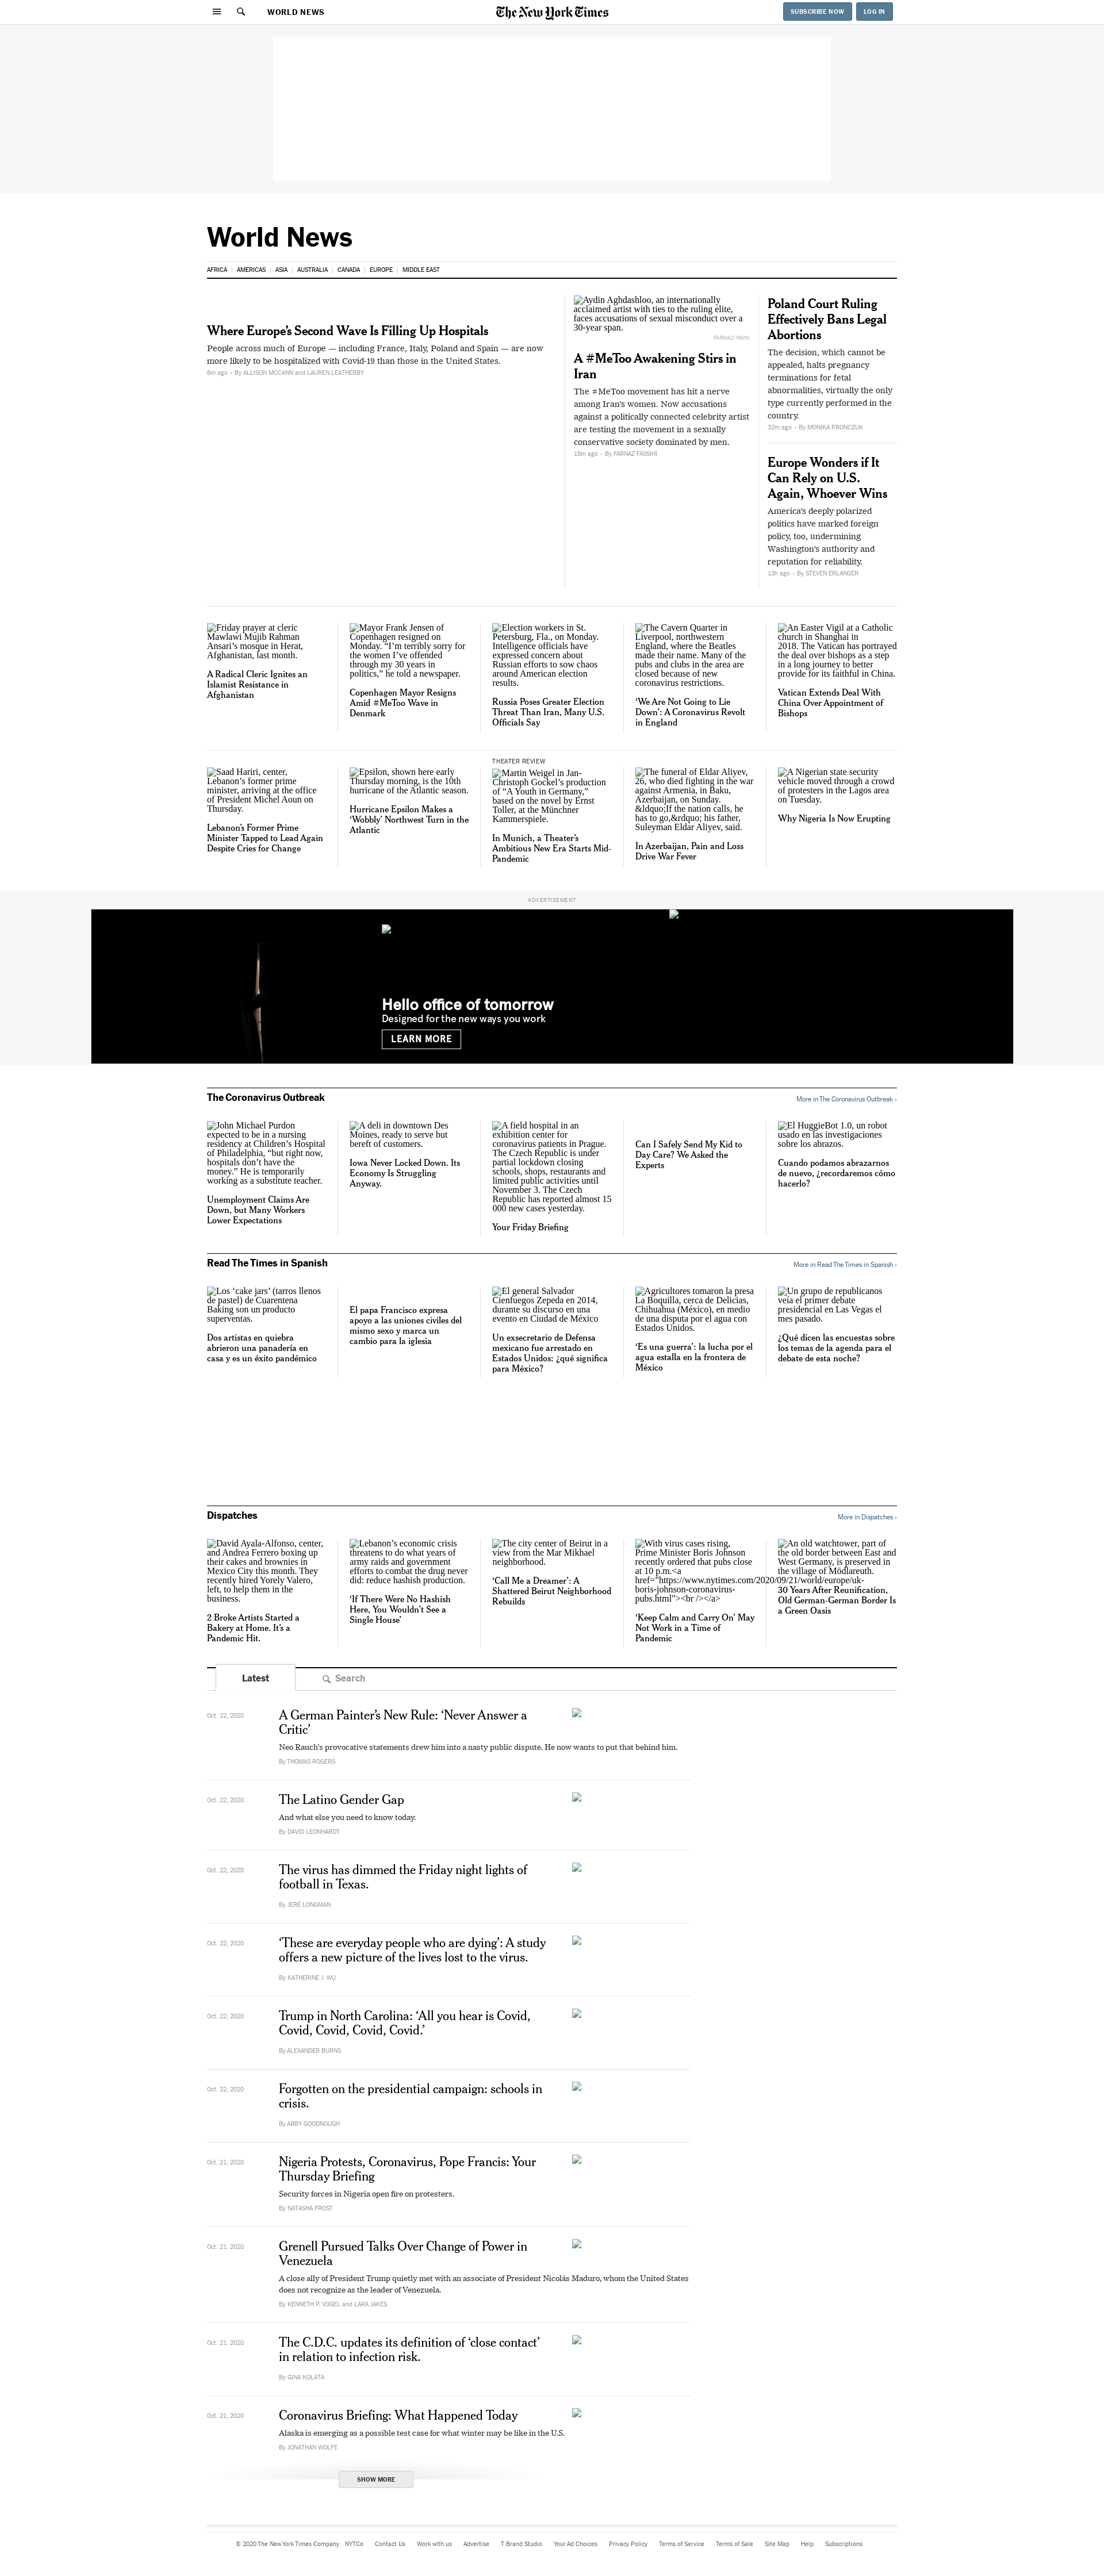 WORLD NEWS
The New York Times
SUBSCRIBE NOW
LOG IN
World News
AFRICA
AMERICAS
ASIA
AUSTRALIA
CANADA
EUROPE
MIDDLE EAST
Where Europe's Second Wave Is Filling Up Hospitals
People across much of Europe — including France, Italy, Poland and Spain — are now
more likely to be hospitalized with Covid-19 than those in the United States.
6m ago · By ALLISON MCCANN and LAUREN LEATHERBY
Aydin Aghdashloo, an internationally
acclaimed artist with ties to the ruling elite,
faces accusations of sexual misconduct over a
30-year span.
FARHAD IRANI
A #MeToo Awakening Stirs in
Iran
The #MeToo movement has hit a nerve
among Iran's women. Now accusations
against a politically connected celebrity artist
are testing the movement in a sexually
conservative society dominated by men.
18m ago · By FARNAZ FASSIHI
Poland Court Ruling
Effectively Bans Legal
Abortions
The decision, which cannot be
appealed, halts pregnancy
terminations for fetal
abnormalities, virtually the only
type currently performed in the
country.
32m ago · By MONIKA PRONCZUK
Europe Wonders if It
Can Rely on U.S.
Again, Whoever Wins
America's deeply polarized
politics have marked foreign
policy, too, undermining
Washington's authority and
reputation for reliability.
13h ago · By STEVEN ERLANGER
Friday prayer at cleric
Mawlawi Mujib Rahman
Ansari's mosque in Herat,
Afghanistan, last month.
A Radical Cleric Ignites an
Islamist Resistance in
Afghanistan
Mayor Frank Jensen of
Copenhagen resigned on
Monday. “I'm terribly sorry for
the women I've offended
through my 30 years in
politics,” he told a newspaper.
Copenhagen Mayor Resigns
Amid #MeToo Wave in
Denmark
Election workers in St.
Petersburg, Fla., on Monday.
Intelligence officials have
expressed concern about
Russian efforts to sow chaos
around American election
results.
Russia Poses Greater Election
Threat Than Iran, Many U.S.
Officials Say
The Cavern Quarter in
Liverpool, northwestern
England, where the Beatles
made their name. Many of the
pubs and clubs in the area are
closed because of new
coronavirus restrictions.
‘We Are Not Going to Lie
Down’: A Coronavirus Revolt
in England
An Easter Vigil at a Catholic
church in Shanghai in
2018. The Vatican has portrayed
the deal over bishops as a step
in a long journey to better
provide for its faithful in China.
Vatican Extends Deal With
China Over Appointment of
Bishops
Saad Hariri, center,
Lebanon's former prime
minister, arriving at the office
of President Michel Aoun on
Thursday.
Lebanon's Former Prime
Minister Tapped to Lead Again
Despite Cries for Change
Epsilon, shown here early
Thursday morning, is the 10th
hurricane of the Atlantic season.
Hurricane Epsilon Makes a
‘Wobbly’ Northwest Turn in the
Atlantic
THEATER REVIEW
Martin Weigel in Jan-
Christoph Gockel's production
of “A Youth in Germany,”
based on the novel by Ernst
Toller, at the Münchner
Kammerspiele.
In Munich, a Theater's
Ambitious New Era Starts Mid-
Pandemic
The funeral of Eldar Aliyev,
26, who died fighting in the war
against Armenia, in Baku,
Azerbaijan, on Sunday.
&ldquo;If the nation calls, he
has to go,&rdquo; his father,
Suleyman Eldar Aliyev, said.
In Azerbaijan, Pain and Loss
Drive War Fever
A Nigerian state security
vehicle moved through a crowd
of protesters in the Lagos area
on Tuesday.
Why Nigeria Is Now Erupting
ADVERTISEMENT
Hello office of tomorrow
Designed for the new ways you work
LEARN MORE
The Coronavirus Outbreak
More in The Coronavirus Outbreak ›
John Michael Purdon
expected to be in a nursing
residency at Children's Hospital
of Philadelphia, “but right now,
hospitals don't have the
money.” He is temporarily
working as a substitute teacher.
Unemployment Claims Are
Down, but Many Workers
Lower Expectations
A deli in downtown Des
Moines, ready to serve but
bereft of customers.
Iowa Never Locked Down. Its
Economy Is Struggling
Anyway.
A field hospital in an
exhibition center for
coronavirus patients in Prague.
The Czech Republic is under
partial lockdown closing
schools, shops, restaurants and
limited public activities until
November 3. The Czech
Republic has reported almost 15
000 new cases yesterday.
Your Friday Briefing
Can I Safely Send My Kid to
Day Care? We Asked the
Experts
El HuggieBot 1.0, un robot
usado en las investigaciones
sobre los abrazos.
Cuando podamos abrazarnos
de nuevo, ¿recordaremos cómo
hacerlo?
Read The Times in Spanish
More in Read The Times in Spanish ›
Los ‘cake jars’ (tarros llenos
de pastel) de Cuarentena
Baking son un producto
superventas.
Dos artistas en quiebra
abrieron una panadería en
casa y es un éxito pandémico
El papa Francisco expresa
apoyo a las uniones civiles del
mismo sexo y marca un
cambio para la iglesia
El general Salvador
Cienfuegos Zepeda en 2014,
durante su discurso en una
evento en Ciudad de México
Un exsecretario de Defensa
mexicano fue arrestado en
Estados Unidos: ¿qué significa
para México?
Agricultores tomaron la presa
La Boquilla, cerca de Delicias,
Chihuahua (México), en medio
de una disputa por el agua con
Estados Unidos.
‘Es una guerra’: la lucha por el
agua estalla en la frontera de
México
Un grupo de republicanos
veía el primer debate
presidencial en Las Vegas el
mes pasado.
¿Qué dicen las encuestas sobre
los temas de la agenda para el
debate de esta noche?
Dispatches
More in Dispatches ›
David Ayala-Alfonso, center,
and Andrea Ferrero boxing up
their cakes and brownies in
Mexico City this month. They
recently hired Yorely Valero,
left, to help them in the
business.
2 Broke Artists Started a
Bakery at Home. It's a
Pandemic Hit.
Lebanon's economic crisis
threatens to do what years of
army raids and government
efforts to combat the drug never
did: reduce hashish production.
‘If There Were No Hashish
Here, You Wouldn't See a
Single House’
The city center of Beirut in a
view from the Mar Mikhael
neighborhood.
‘Call Me a Dreamer’: A
Shattered Beirut Neighborhood
Rebuilds
With virus cases rising,
Prime Minister Boris Johnson
recently ordered that pubs close
at 10 p.m.<a
href="https://www.nytimes.com/2020/09/21/world/europe/uk-
boris-johnson-coronavirus-
pubs.html"><br /></a>
‘Keep Calm and Carry On’ May
Not Work in a Time of
Pandemic
An old watchtower, part of
the old border between East and
West Germany, is preserved in
the village of Mödlareuth.
30 Years After Reunification,
Old German-German Border Is
a Green Oasis
Latest
Search
Oct. 22, 2020
A German Painter's New Rule: ‘Never Answer a
Critic’
Neo Rauch's provocative statements drew him into a nasty public dispute. He now wants to put that behind him.
By THOMAS ROGERS
Oct. 22, 2020
The Latino Gender Gap
And what else you need to know today.
By DAVID LEONHARDT
Oct. 22, 2020
The virus has dimmed the Friday night lights of
football in Texas.
By JERÉ LONGMAN
Oct. 22, 2020
‘These are everyday people who are dying’: A study
offers a new picture of the lives lost to the virus.
By KATHERINE J. WU
Oct. 22, 2020
Trump in North Carolina: ‘All you hear is Covid,
Covid, Covid, Covid, Covid.’
By ALEXANDER BURNS
Oct. 22, 2020
Forgotten on the presidential campaign: schools in
crisis.
By ABBY GOODNOUGH
Oct. 21, 2020
Nigeria Protests, Coronavirus, Pope Francis: Your
Thursday Briefing
Security forces in Nigeria open fire on protesters.
By NATASHA FROST
Oct. 21, 2020
Grenell Pursued Talks Over Change of Power in
Venezuela
A close ally of President Trump quietly met with an associate of President Nicolás Maduro, whom the United States
does not recognize as the leader of Venezuela.
By KENNETH P. VOGEL and LARA JAKES
Oct. 21, 2020
The C.D.C. updates its definition of ‘close contact’
in relation to infection risk.
By GINA KOLATA
Oct. 21, 2020
Coronavirus Briefing: What Happened Today
Alaska is emerging as a possible test case for what winter may be like in the U.S.
By JONATHAN WOLFE
SHOW MORE
© 2020 The New York Times Company
NYTCo
Contact Us
Work with us
Advertise
T Brand Studio
Your Ad Choices
Privacy Policy
Terms of Service
Terms of Sale
Site Map
Help
Subscriptions